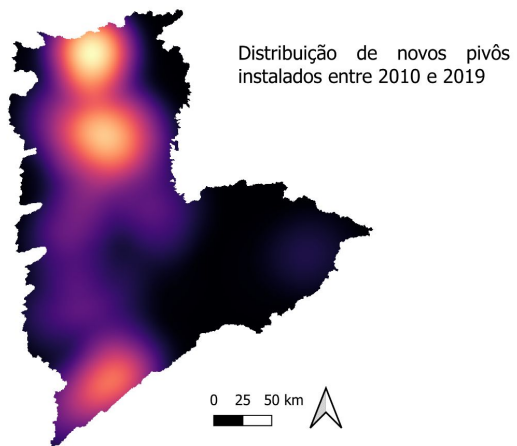 Distribuição de novos pivôs
instalados entre 2010 e 2019
0 25 50 km